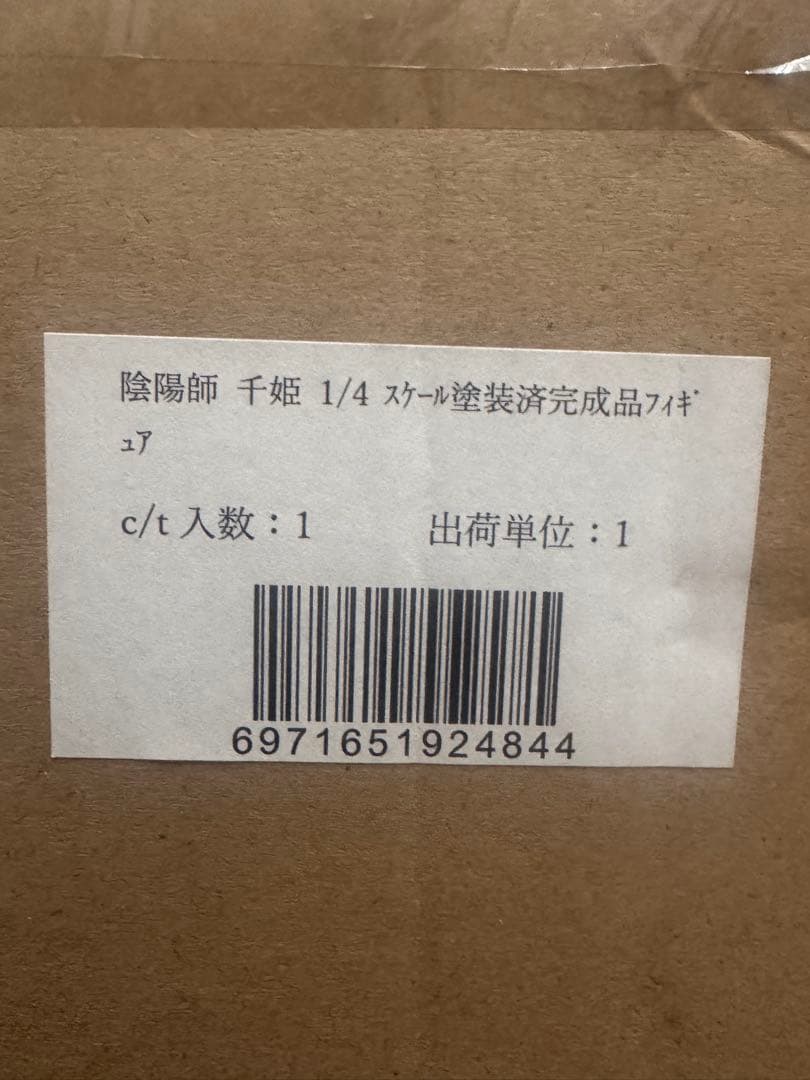 陰陽師 千姫 1/4 ｽｹｰﾙ塗装済完成品ﾌｨｷﾞ
ｭｱ
c/t 入数：1 出荷単位：1
6971651924844